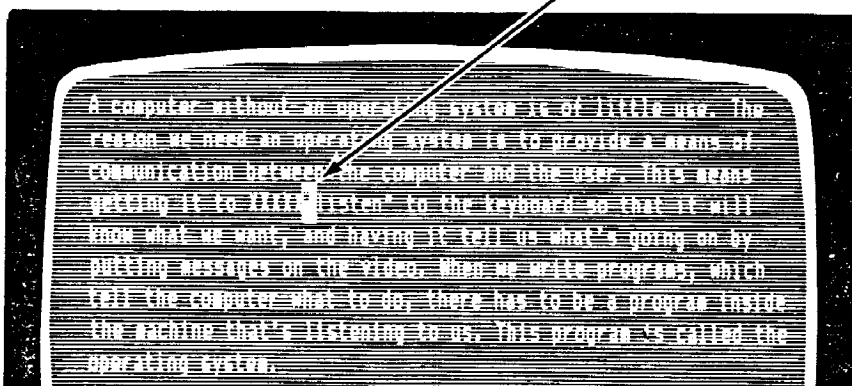 A computer without an operating system is of little use. The
reason we need an operating system is to provide a means of
communication between the computer and the user. This means
getting it to "listen" to the keyboard so that it will
know what we want, and having it tell us what's going on by
putting messages on the video. When we write programs, which
tell the computer what to do, there has to be a program inside
the machine that's listening to us. This program 's called the
operating system.